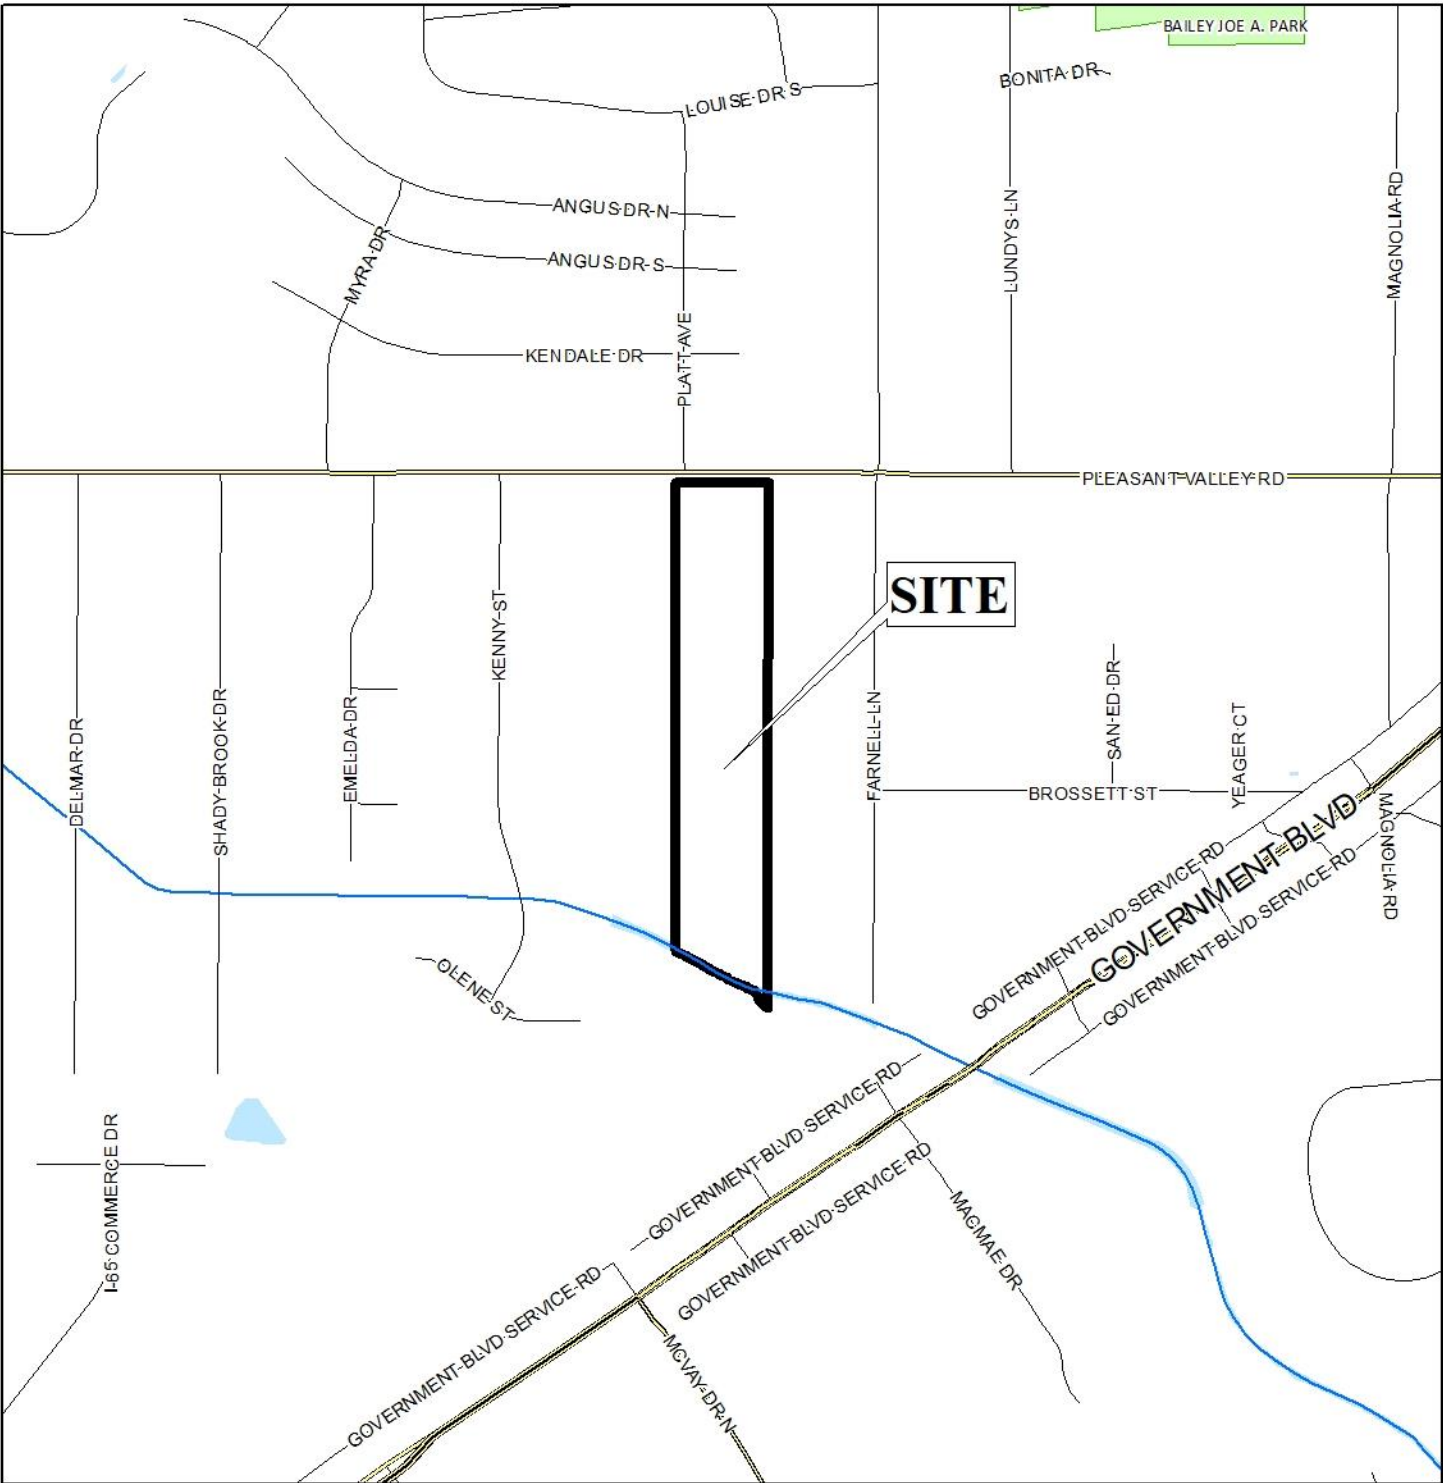 BAILEY JOE A. PARK
BONITA DR
LOUISE DR S
ANGUS DR N
ANGUS DR S
MYRA DR
LUNDYS LN
MAGNOLIA RD
KENDALE DR
PLATT AVE
PLEASANT VALLEY RD
SITE
KENNY ST
DELMAR DR
SHADY BROOK DR
EMELDA DR
FARNELL LN
SAN ED DR
YEAGER CT
BROSSETT ST
MAGNOLIA RD
GOVERNMENT BLVD SERVICE RD
GOVERNMENT BLVD
GOVERNMENT BLVD SERVICE RD
OLENE ST
GOVERNMENT BLVD SERVICE RD
GOVERNMENT BLVD SERVICE RD
I-65 COMMERCE DR
MACMAE DR
GOVERNMENT BLVD SERVICE RD
MCVAY DR N